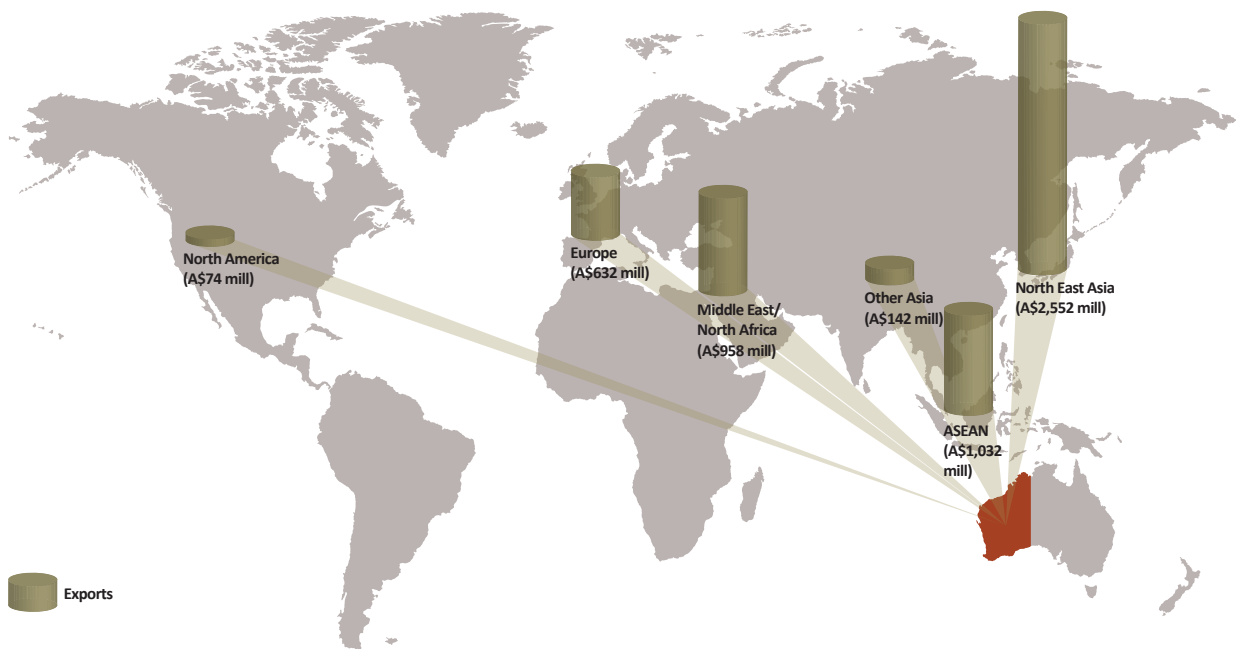 North America
(A$74 mill)
Europe
(A$632 mill)
Middle East/
North Africa
(A$958 mill)
Other Asia
(A$142 mill)
ASEAN
(A$1,032
mill)
North East Asia
(A$2,552 mill)
Exports